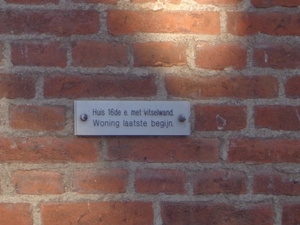 Huis 16de e. met vitselwand.
Woning laatste begijn